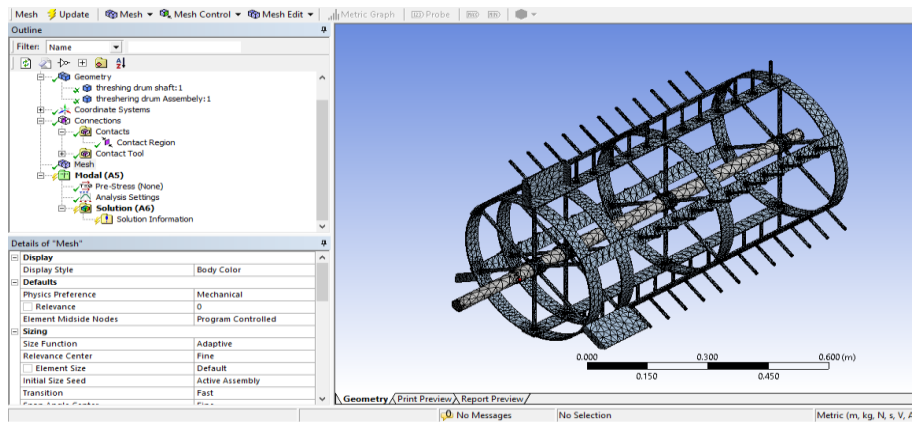 Mesh Update Mesh Mesh Control Mesh Edit Metric Graph Probe
Outline
Filter: Name
Geometry
threshing drum shaft:1
threshering drum Assembely:1
Coordinate Systems
Connections
Contacts
Contact Region
Contact Tool
Mesh
Modal (A5)
Pre-Stress (None)
Analysis Settings
Solution (A6)
Solution Information
Details of "Mesh"
Display
Display Style Body Color
Defaults
Physics Preference Mechanical
Relevance 0
Element Midside Nodes Program Controlled
Sizing
Size Function Adaptive
Relevance Center Fine
Element Size Default
Initial Size Seed Active Assembly
Transition Fast
Span Angle Center Fine
0.000 0.300 0.600 (m)
0.150 0.450
Geometry Print Preview Report Preview
0 No Messages No Selection Metric (m, kg, N, s, V, A